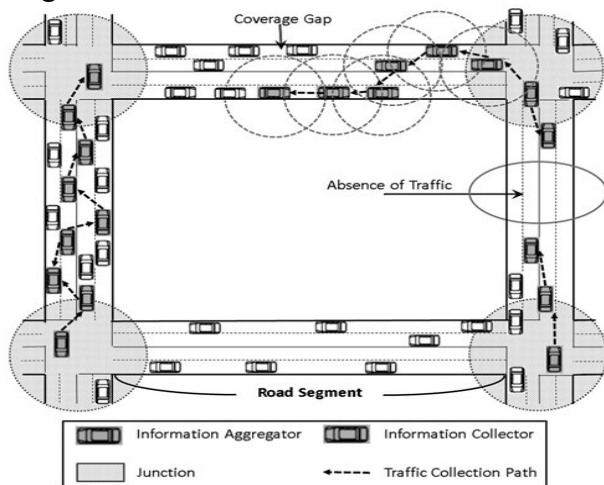 Coverage Gap
Absence of Traffic
Road Segment
Information Aggregator
Information Collector
Junction
Traffic Collection Path